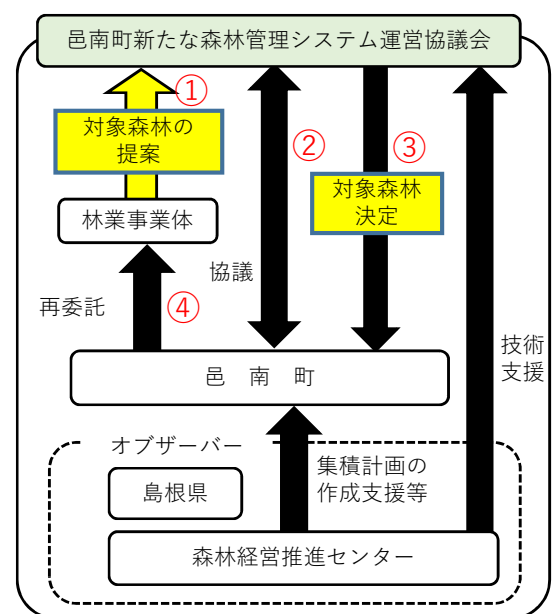 邑南町新たな森林管理システム運営協議会
①
対象森林の
提案
②
③
対象森林
決定
林業事業体
協議
再委託
④
技術
支援
邑 南 町
オブザーバー
集積計画の
作成支援等
島根県
森林経営推進センター